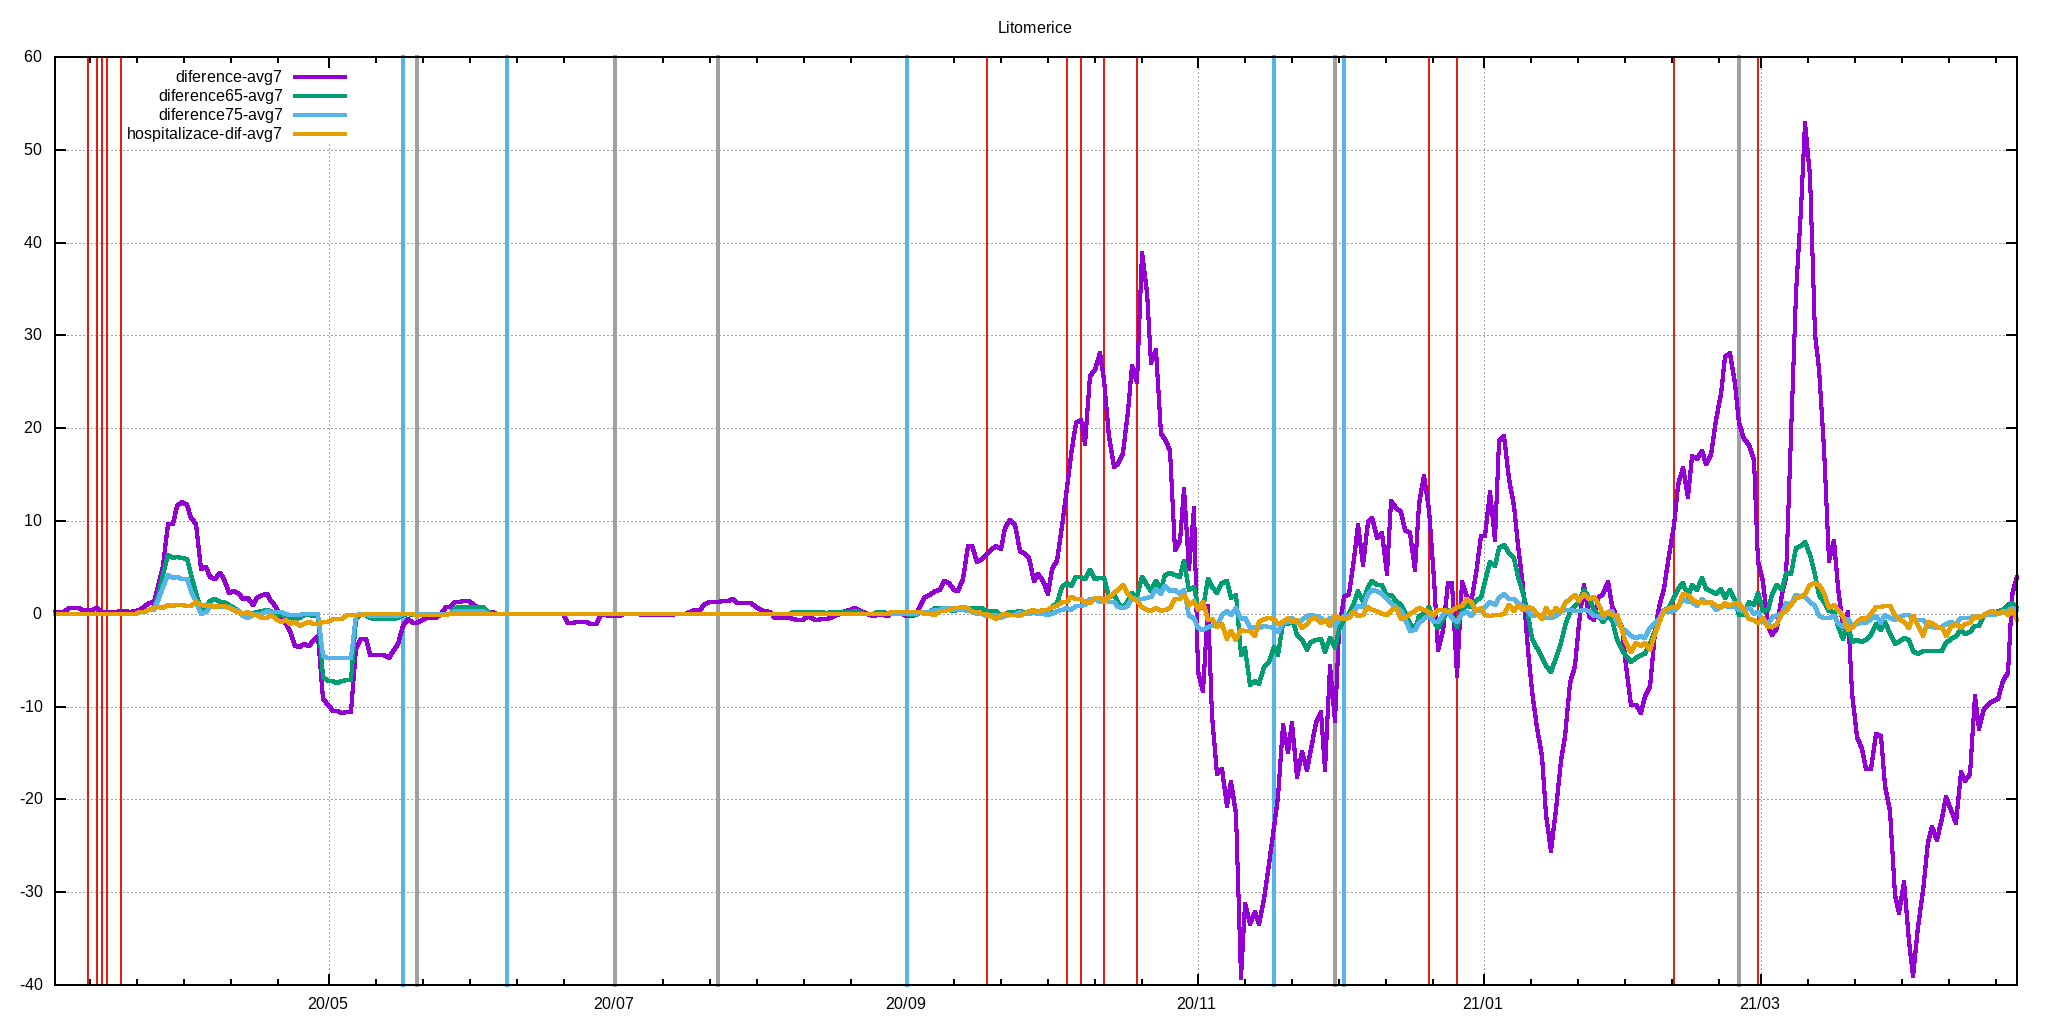 Litomerice
diference-avg7
diference65-avg7
diference75-avg7
hospitalizace-dif-avg7
60
50
40
30
20
10
0
-10
-20
-30
-40
20/05 20/07 20/09 20/11 21/01 21/03